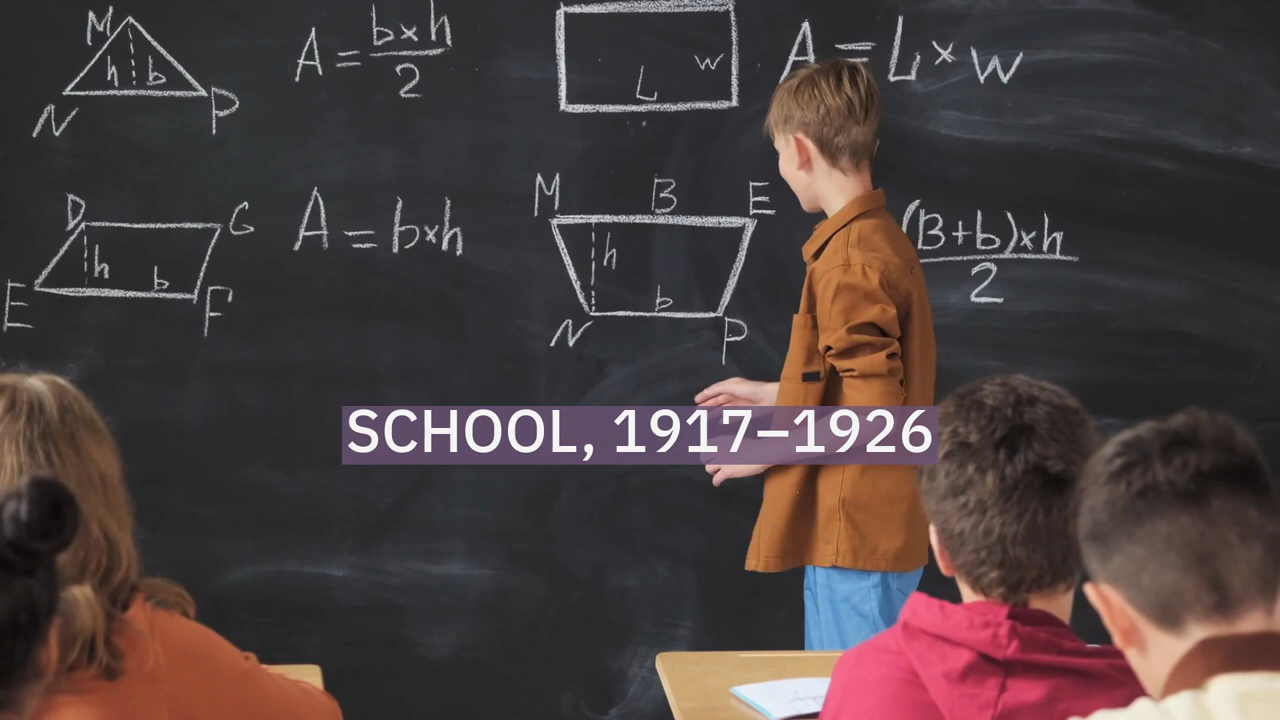 M
h b
N P
A = b×h
2
L w
A = L × w
D G
h b
E F
A = b×h
M B E
h
b
N P
(B+b)×h
2
SCHOOL, 1917–1926